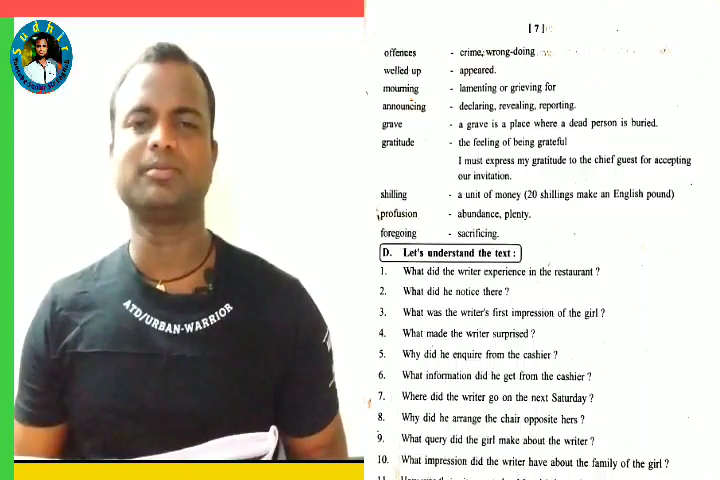 Sudhir
ATD/URBAN-WARRIOR
[ 7 ]
offences - crime, wrong-doing
welled up - appeared.
mourning - lamenting or grieving for
announcing - declaring, revealing, reporting.
grave - a grave is a place where a dead person is buried.
gratitude - the feeling of being grateful
I must express my gratitude to the chief guest for accepting
our invitation.
shilling - a unit of money (20 shillings make an English pound)
profusion - abundance, plenty.
foregoing - sacrificing.
D. Let's understand the text :
1. What did the writer experience in the restaurant ?
2. What did he notice there ?
3. What was the writer's first impression of the girl ?
4. What made the writer surprised ?
5. Why did he enquire from the cashier ?
6. What information did he get from the cashier ?
7. Where did the writer go on the next Saturday ?
8. Why did he arrange the chair opposite hers ?
9. What query did the girl make about the writer ?
10. What impression did the writer have about the family of the girl ?